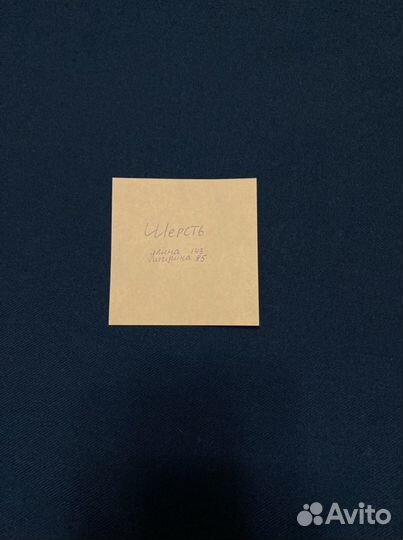 Шерсть
длина 143
ширина 85
Avito